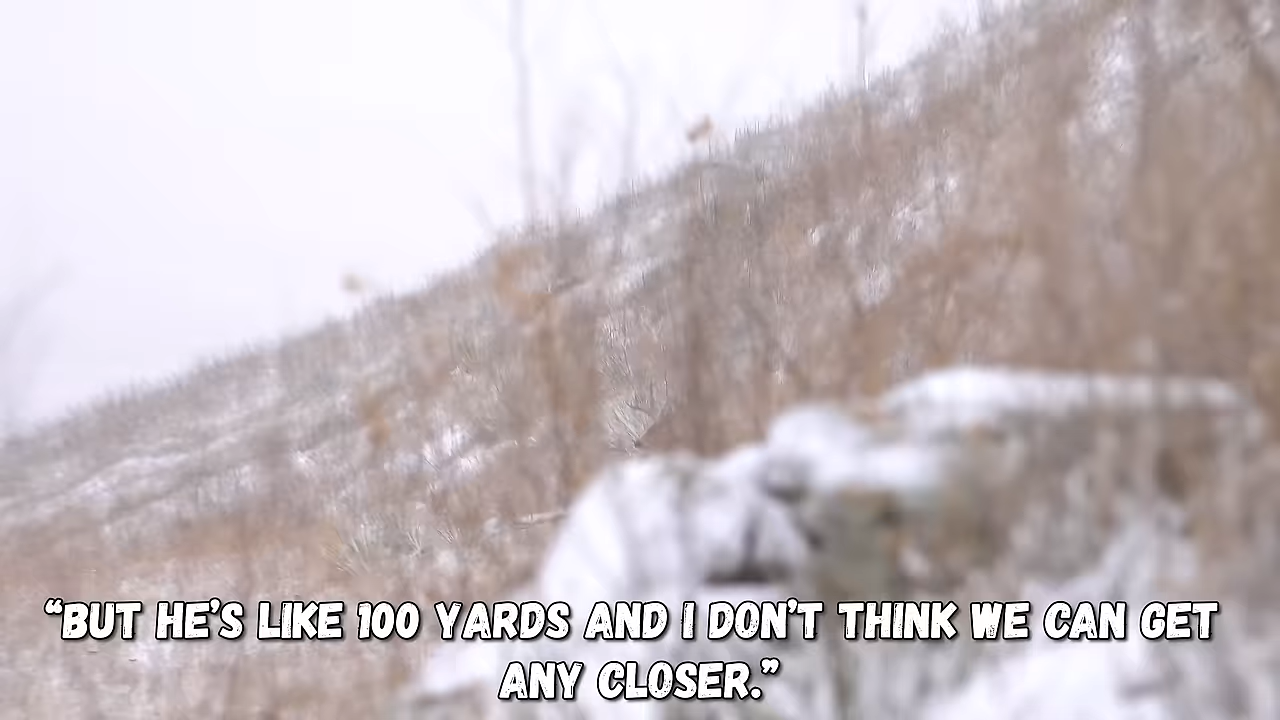 “BUT HE’S LIKE 100 YARDS AND I DON’T THINK WE CAN GET
ANY CLOSER.”